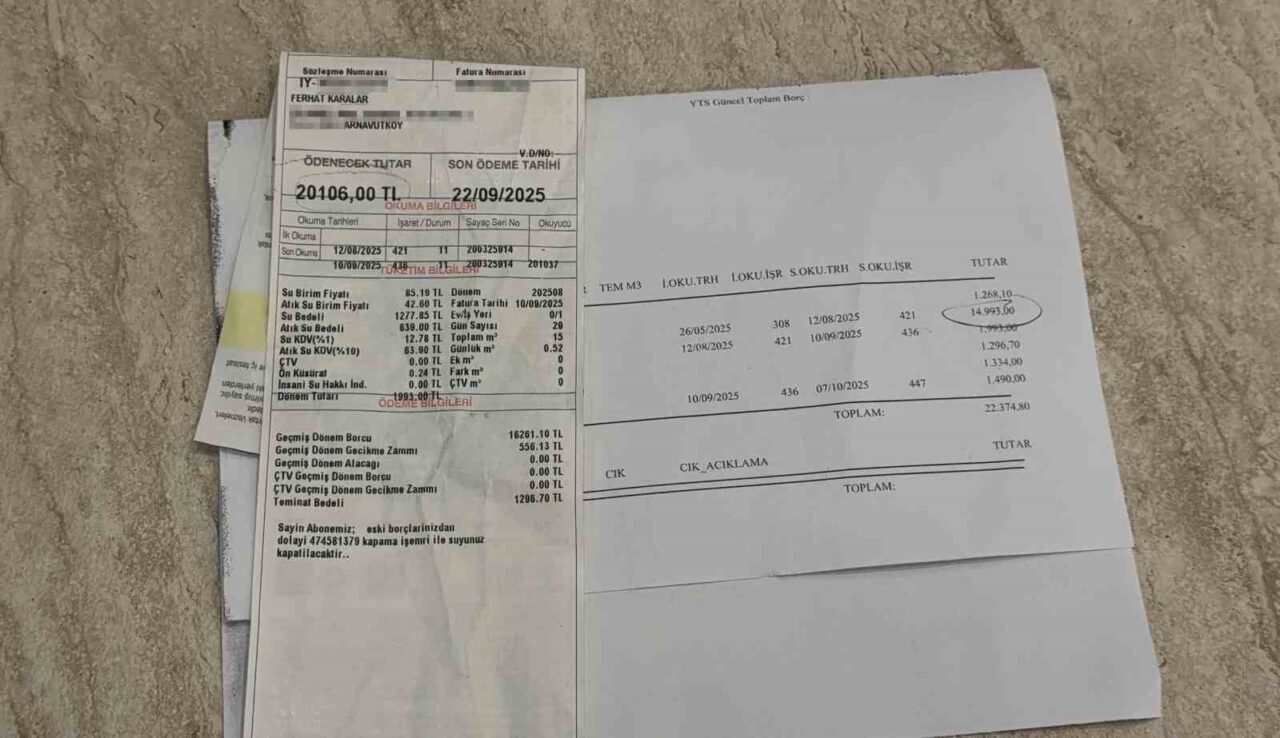 Sözleşme Numarası Fatura Numarası
IY-
FERHAT KARALAR
ARNAVUTKÖY
V.D/NO:
ÖDENECEK TUTAR SON ÖDEME TARİHİ
20106,00 TL 22/09/2025
OKUMA BİLGİLERİ
Okuma Tarihleri İşaret / Durum Sayaç Seri No Okuyucu
İlk Okuma
Son Okuma 12/08/2025 421 11 200325914 -
10/09/2025 436 11 200325914 201037
TÜKETİM BİLGİLERİ
Su Birim Fiyatı 85.19 TL Dönem 202508
Atık Su Birim Fiyatı 42.60 TL Fatura Tarihi 10/09/2025
Su Bedeli 1277.85 TL Ev/İş Yeri 0/1
Atık Su Bedeli 639.00 TL Gün Sayısı 29
Su KDV(%1) 12.78 TL Toplam m³ 15
Atık Su KDV(%10) 63.90 TL Günlük m³ 0.52
ÇTV 0.00 TL Ek m³ 0
Ön Küsürat 0.24 TL Fark m³ 0
İnsani Su Hakkı İnd. 0.00 TL ÇTV m³ 0
Dönem Tutarı 1993.00 TL
ÖDEME BİLGİLERİ
Geçmiş Dönem Borcu 16261.10 TL
Geçmiş Dönem Gecikme Zammı 556.13 TL
Geçmiş Dönem Alacağı 0.00 TL
ÇTV Geçmiş Dönem Borcu 0.00 TL
ÇTV Geçmiş Dönem Gecikme Zammı 0.00 TL
Teminat Bedeli 1296.70 TL
Sayin Abonemiz; eski borçlarinizdan
dolayi 474581379 kapama işemri ile suyunuz
kapatilacaktir..
YTS Güncel Toplam Borç :
TEM M3 İ.OKU.TRH İ.OKU.İŞR S.OKU.TRH S.OKU.İŞR TUTAR
1.268,10
26/05/2025 308 12/08/2025 421 14.993,00
12/08/2025 421 10/09/2025 436 1.993,00
1.296,70
1.334,00
10/09/2025 436 07/10/2025 447 1.490,00
TOPLAM: 22.374,80
CIK CIK_ACIKLAMA TUTAR
TOPLAM: